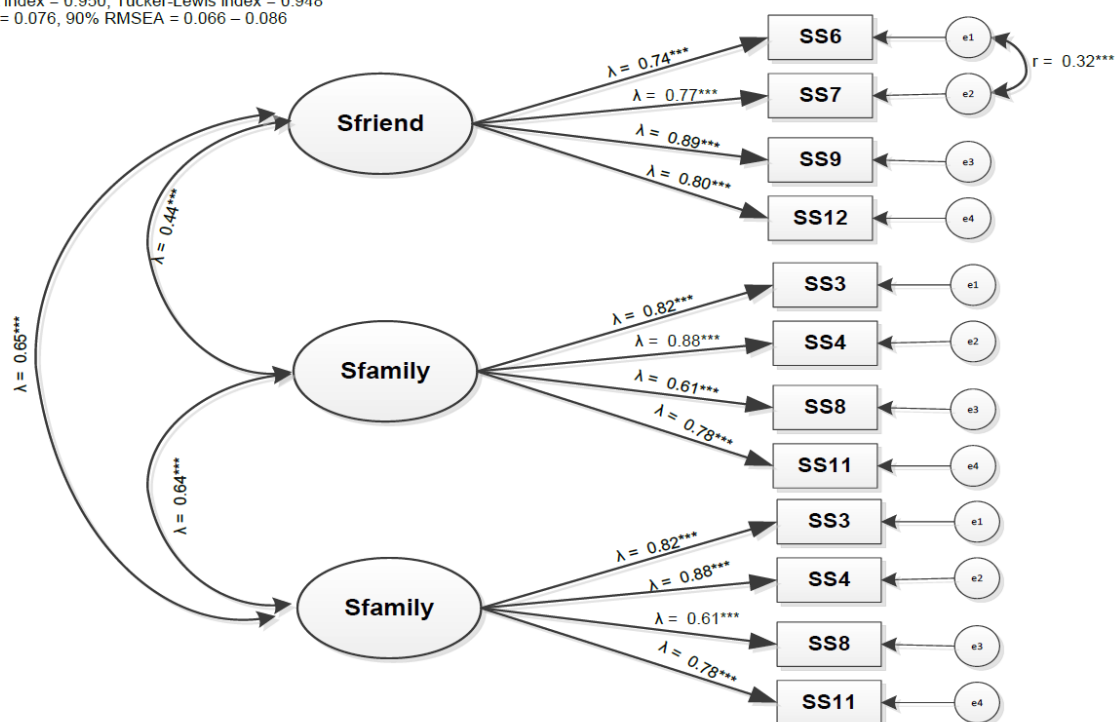 index = 0.950, Tucker-Lewis index = 0.948
= 0.076, 90% RMSEA = 0.066 – 0.086
SS6
e1
λ = 0.74***
r = 0.32***
SS7
e2
λ = 0.77***
Sfriend
λ = 0.89***
SS9
e3
λ = 0.80***
SS12
e4
λ = 0.44***
SS3
e1
λ = 0.82***
SS4
e2
λ = 0.88***
λ = 0.65***
Sfamily
λ = 0.61***
SS8
e3
λ = 0.78***
SS11
e4
λ = 0.64***
SS3
e1
λ = 0.82***
SS4
e2
λ = 0.88***
Sfamily
λ = 0.61***
SS8
e3
λ = 0.78***
SS11
e4